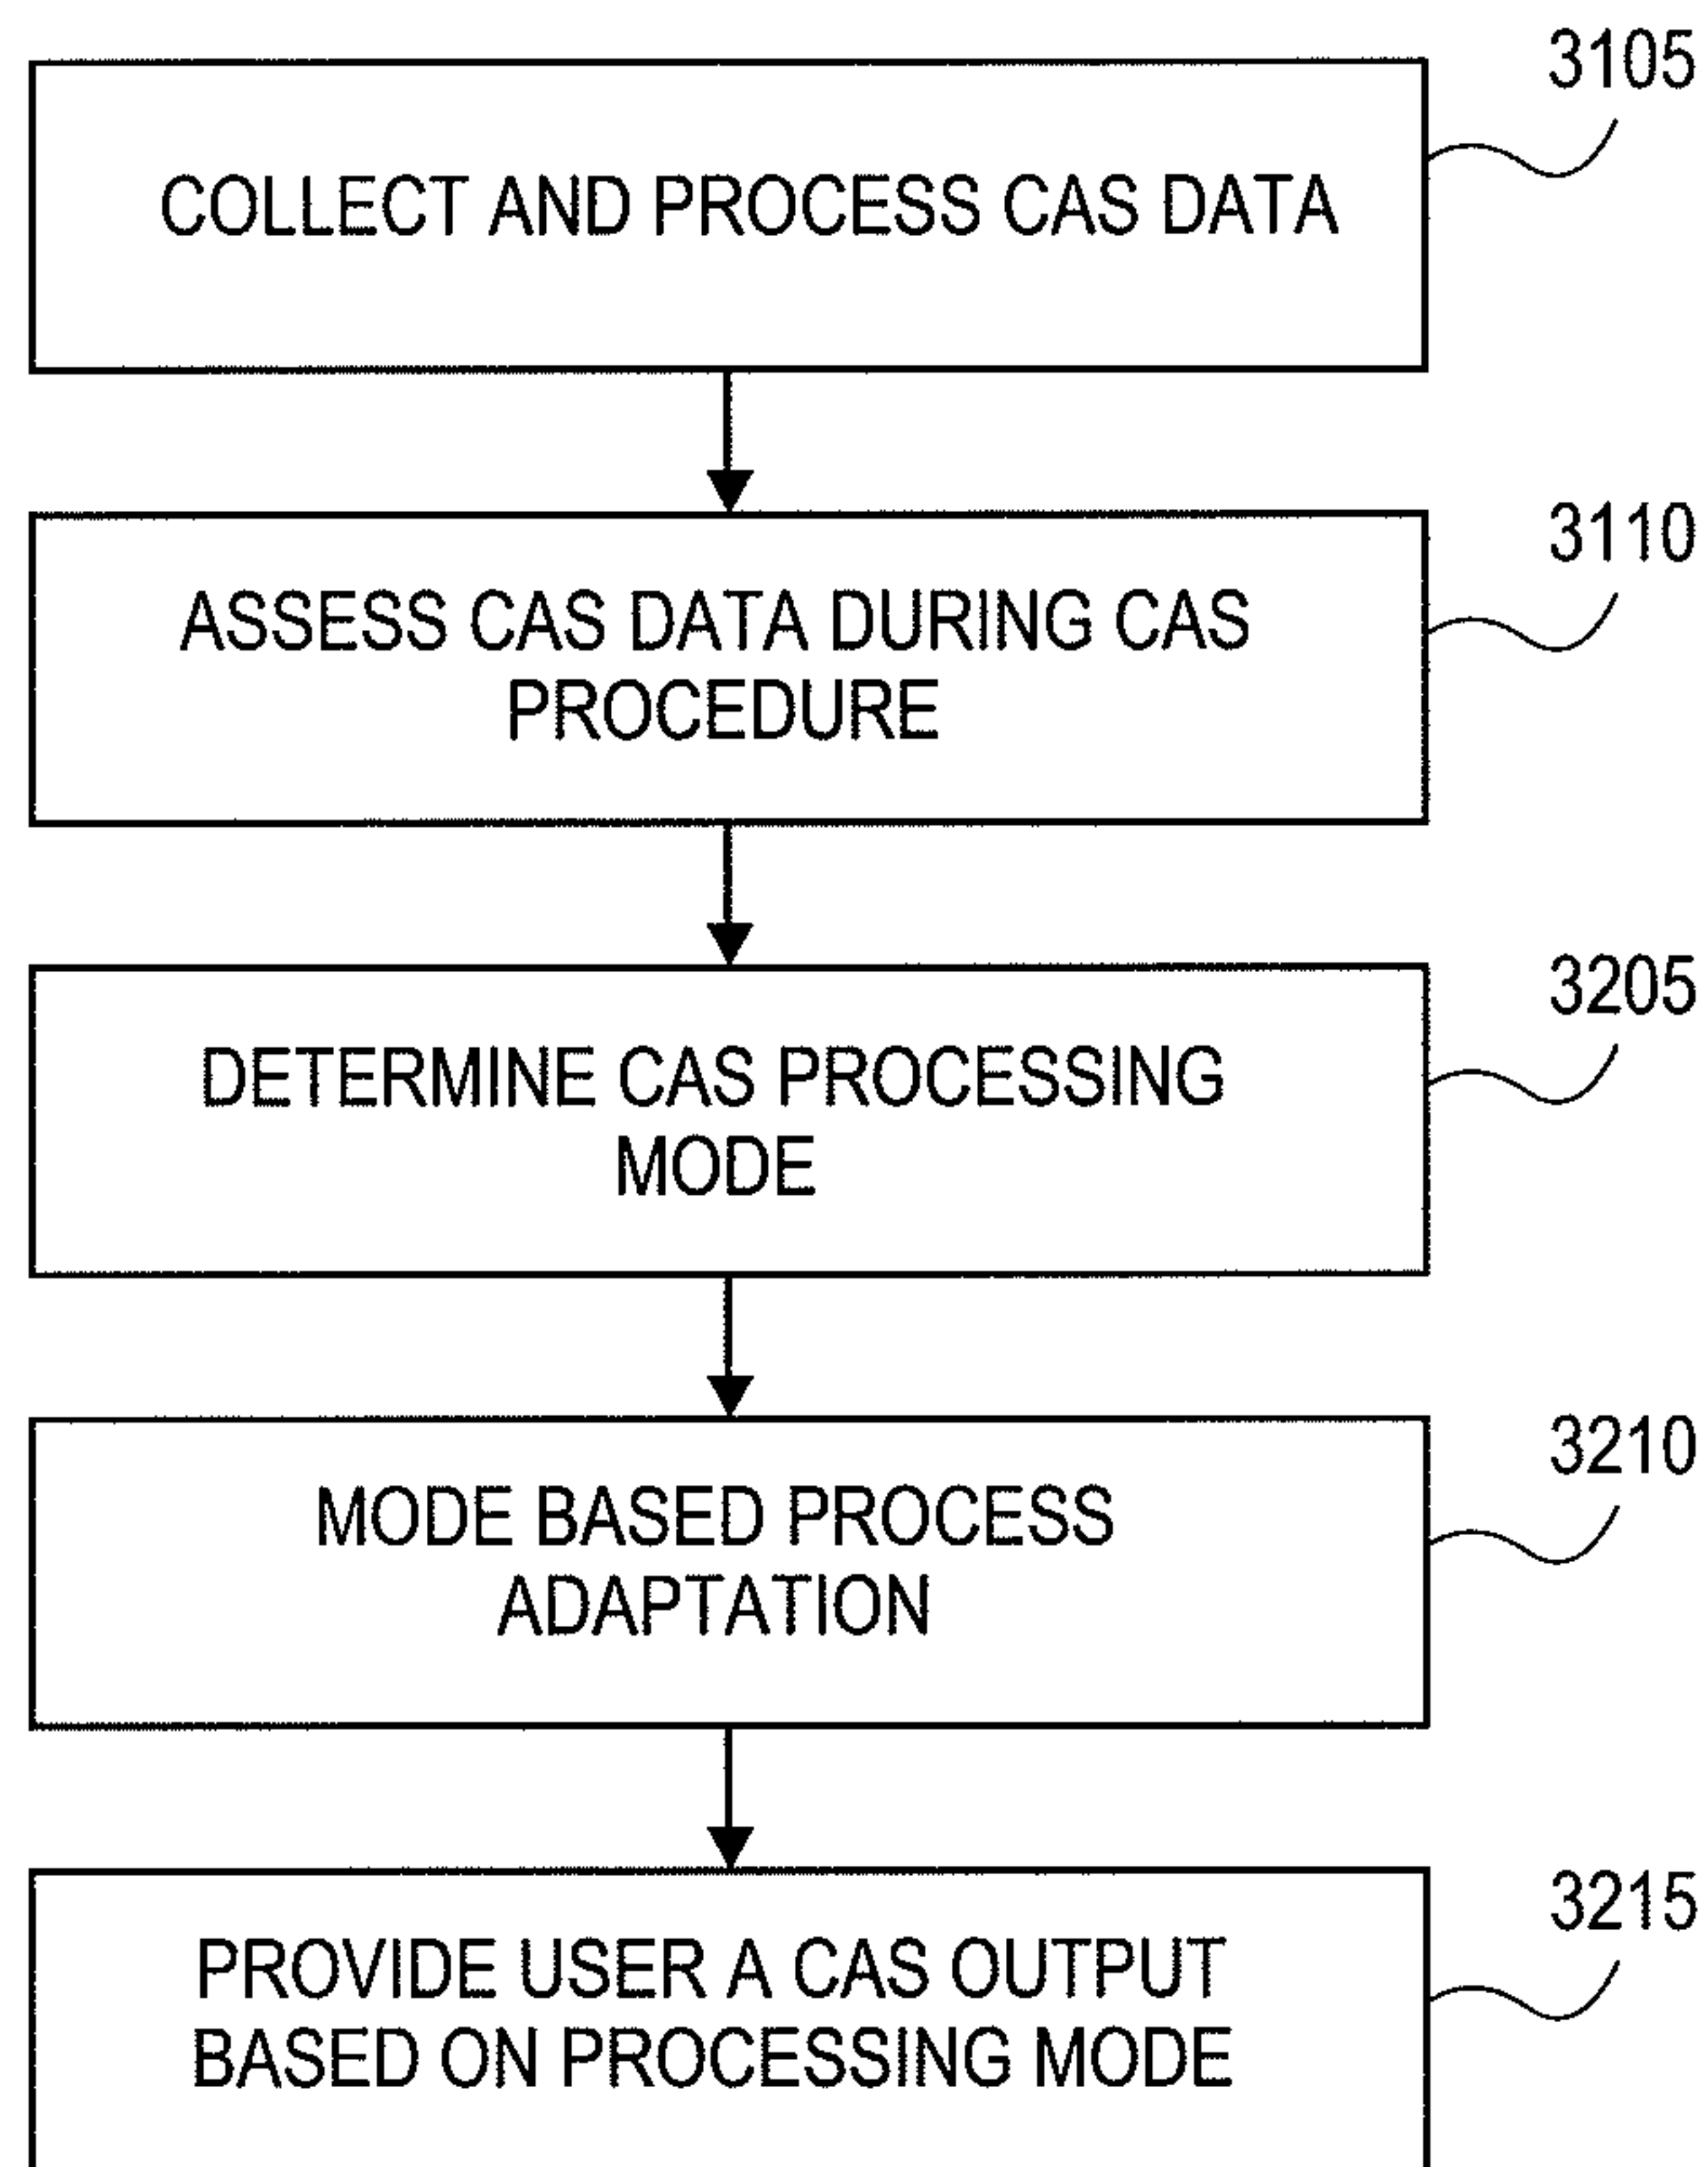 3105
COLLECT AND PROCESS CAS DATA
3110
ASSESS CAS DATA DURING CAS
PROCEDURE
3205
DETERMINE CAS PROCESSING
MODE
3210
MODE BASED PROCESS
ADAPTATION
3215
PROVIDE USER A CAS OUTPUT
BASED ON PROCESSING MODE